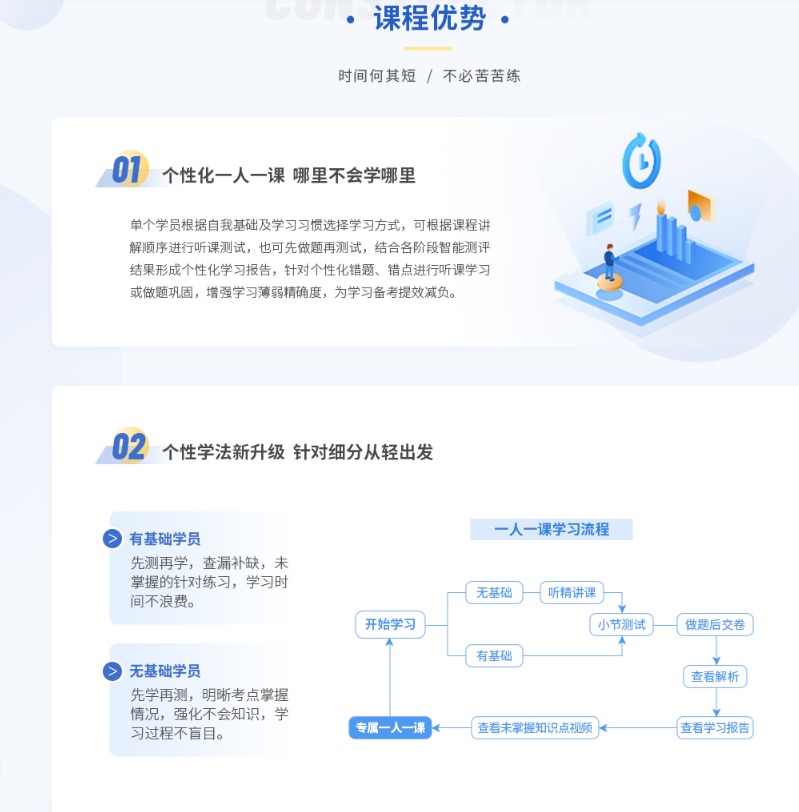 课程优势
时间何其短 / 不必苦苦练
01 个性化一人一课 哪里不会学哪里
单个学员根据自我基础及学习习惯选择学习方式，可根据课程讲
解顺序进行听课测试，也可先做题再测试，结合各阶段智能测评
结果形成个性化学习报告，针对个性化错题、错点进行听课学习
或做题巩固，增强学习薄弱精确度，为学习备考提效减负。
02 个性学法新升级 针对细分从轻出发
> 有基础学员
先测再学，查漏补缺，未
掌握的针对练习，学习时
间不浪费。
> 无基础学员
先学再测，明晰考点掌握
情况，强化不会知识，学
习过程不盲目。
一人一课学习流程
无基础
听精讲课
开始学习
小节测试
做题后交卷
有基础
查看解析
专属一人一课
查看未掌握知识点视频
查看学习报告